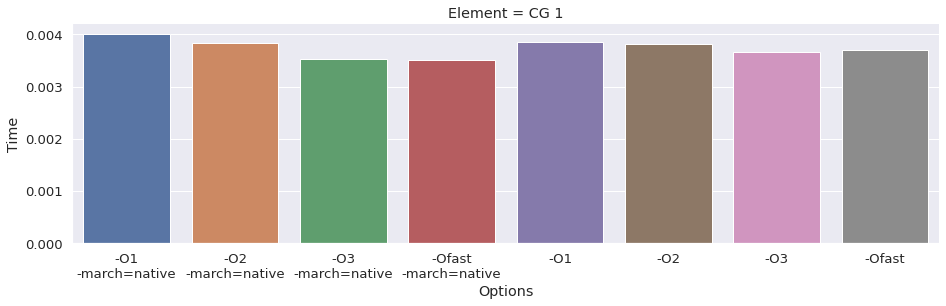 Element = CG 1
0.004
0.003
0.002
0.001
0.000
Time
-O1 -O2 -O3 -Ofast -O1 -O2 -O3 -Ofast
-march=native -march=native -march=native -march=native
Options